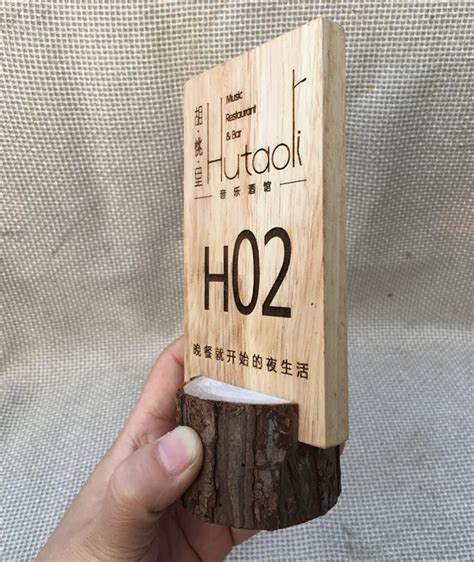 胡·桃·里
Music
Restaurant
& Bar
Hutaoli
音乐酒馆
H02
晚餐就开始的夜生活